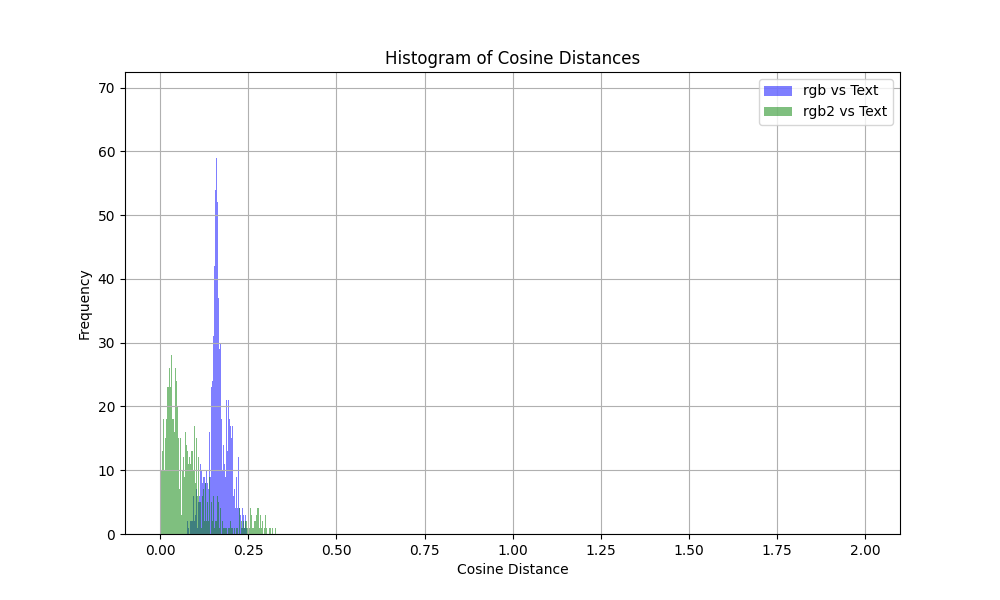 Histogram of Cosine Distances
rgb vs Text
rgb2 vs Text
Frequency
70
60
50
40
30
20
10
0
0.00 0.25 0.50 0.75 1.00 1.25 1.50 1.75 2.00
Cosine Distance